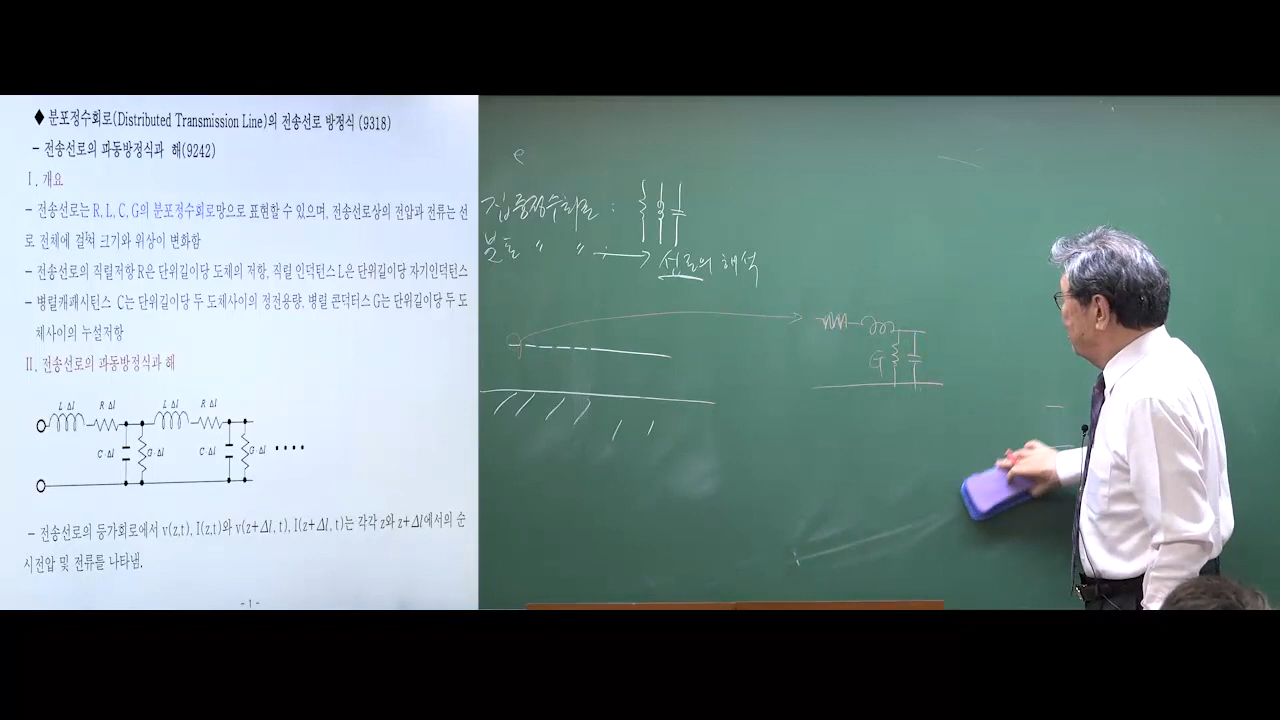 ◆ 분포정수회로(Distributed Transmission Line)의 전송선로 방정식 (9318)
- 전송선로의 파동방정식과 해(9242)
Ⅰ. 개요
- 전송선로는 R, L, C, G의 분포정수회로망으로 표현할 수 있으며, 전송선로상의 전압과 전류는 선
로 전체에 걸쳐 크기와 위상이 변화함
- 전송선로의 직렬저항 R은 단위길이당 도체의 저항, 직렬 인덕턴스 L은 단위길이당 자기인덕턴스
- 병렬캐패시턴스 C는 단위길이당 두 도체사이의 정전용량, 병렬 콘덕터스 G는 단위길이당 두 도
체사이의 누설저항
Ⅱ. 전송선로의 파동방정식과 해
L·Δl R·Δl L·Δl R·Δl
C·Δl G·Δl C·Δl G·Δl
- 전송선로의 등가회로에서 v(z,t), I(z,t)와 v(z+Δl, t), I(z+Δl, t)는 각각 z와 z+Δl에서의 순
시전압 및 전류를 나타냄.
- 1 -
e
집중정수회로 :
분포 〃 〃 : → 선로의 해석
G